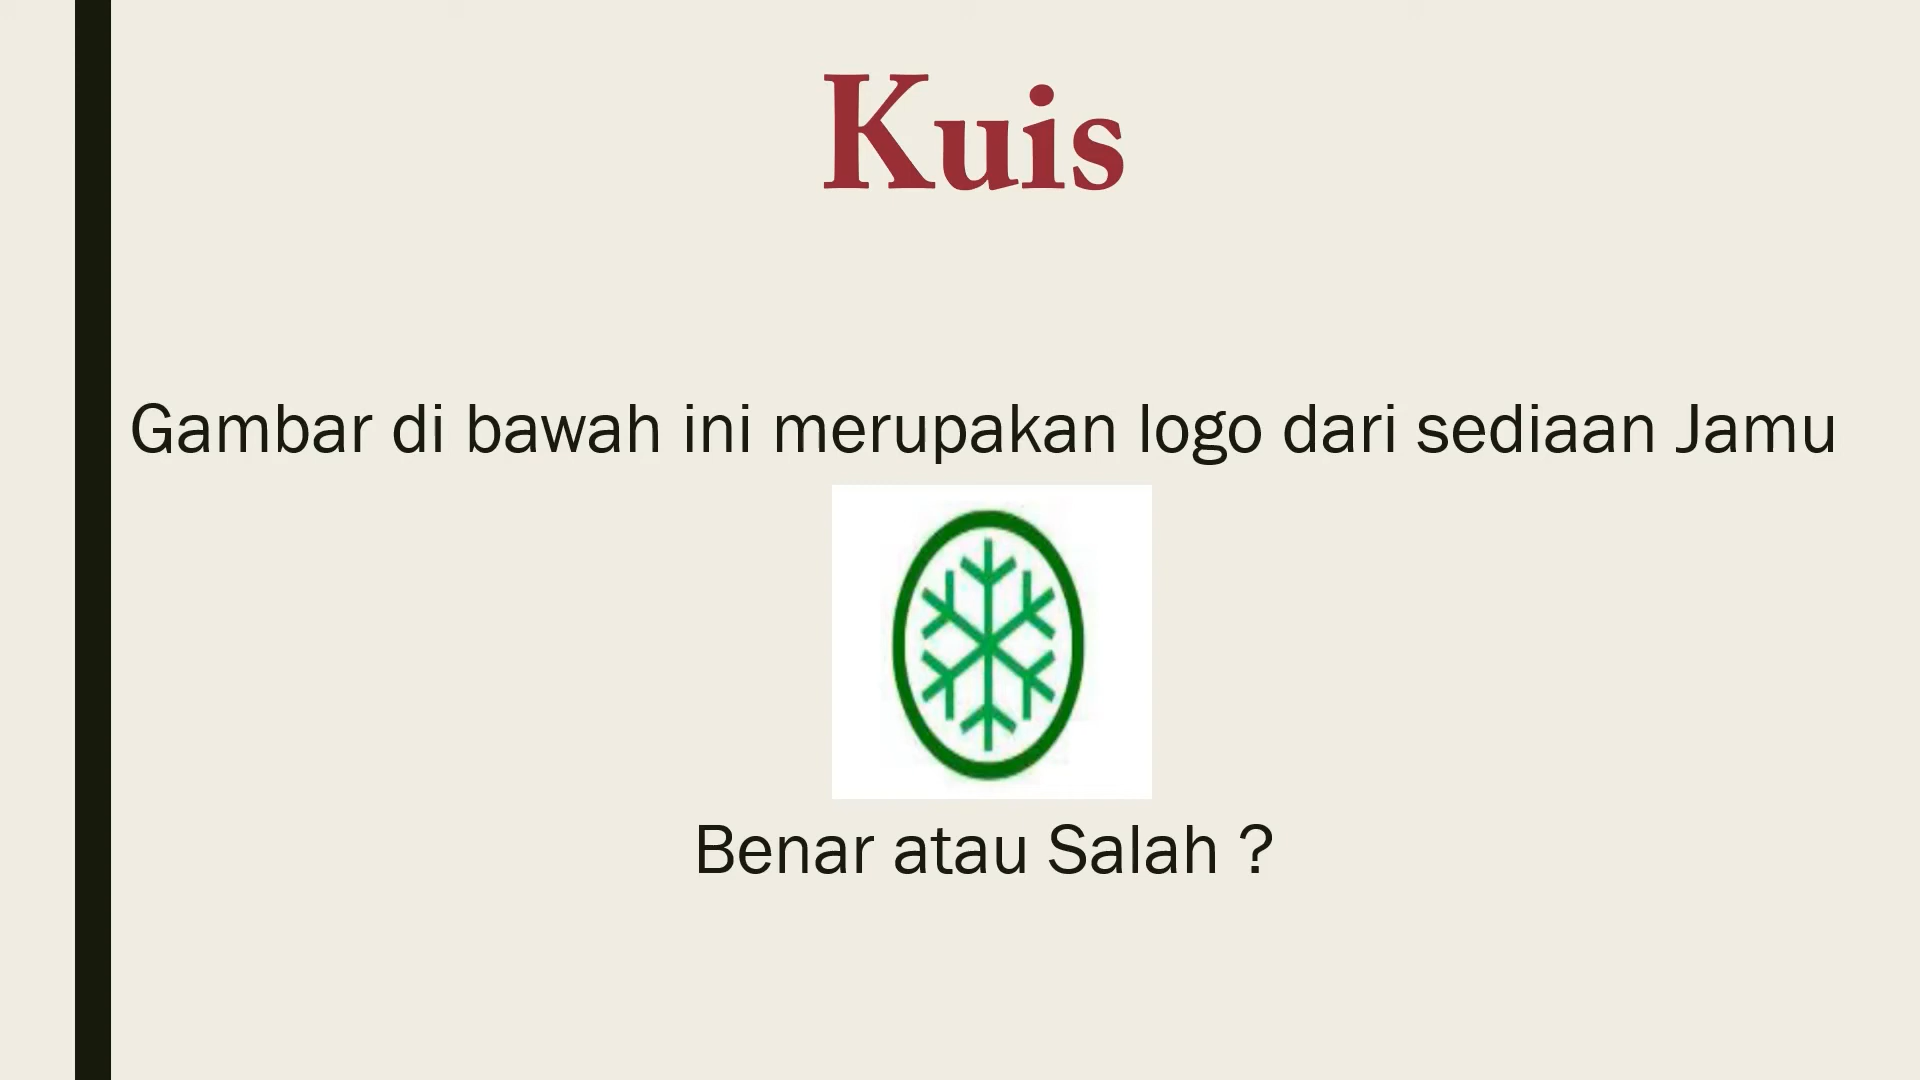 Kuis
Gambar di bawah ini merupakan logo dari sediaan Jamu
Benar atau Salah ?